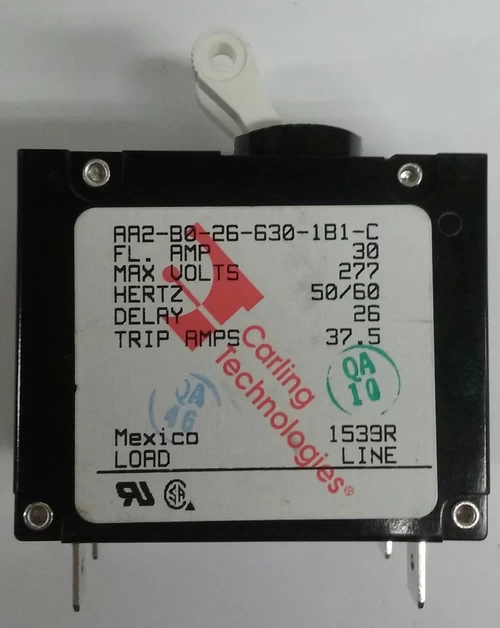 AA2-B0-26-630-1B1-C
FL. AMP 30
MAX VOLTS 277
HERTZ 50/60
DELAY 26
TRIP AMPS 37.5
Carling
Technologies®
QA
10
QA
46
Mexico 1539R
LOAD LINE